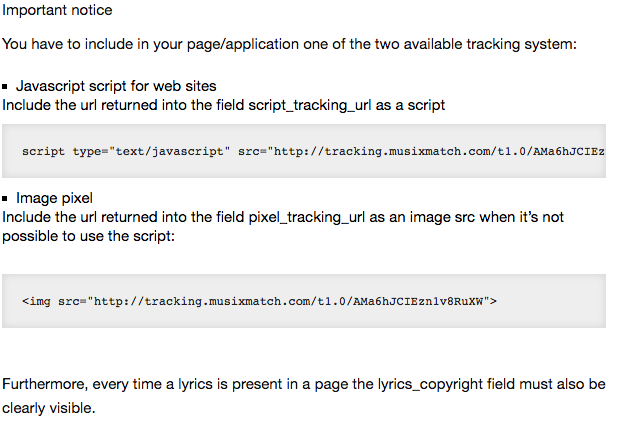 Important notice
You have to include in your page/application one of the two available tracking system:
▪ Javascript script for web sites
Include the url returned into the field script_tracking_url as a script
script type="text/javascript" src="http://tracking.musixmatch.com/t1.0/AMa6hJCIEz
▪ Image pixel
Include the url returned into the field pixel_tracking_url as an image src when it’s not
possible to use the script:
<img src="http://tracking.musixmatch.com/t1.0/AMa6hJCIEzn1v8RuXW">
Furthermore, every time a lyrics is present in a page the lyrics_copyright field must also be
clearly visible.